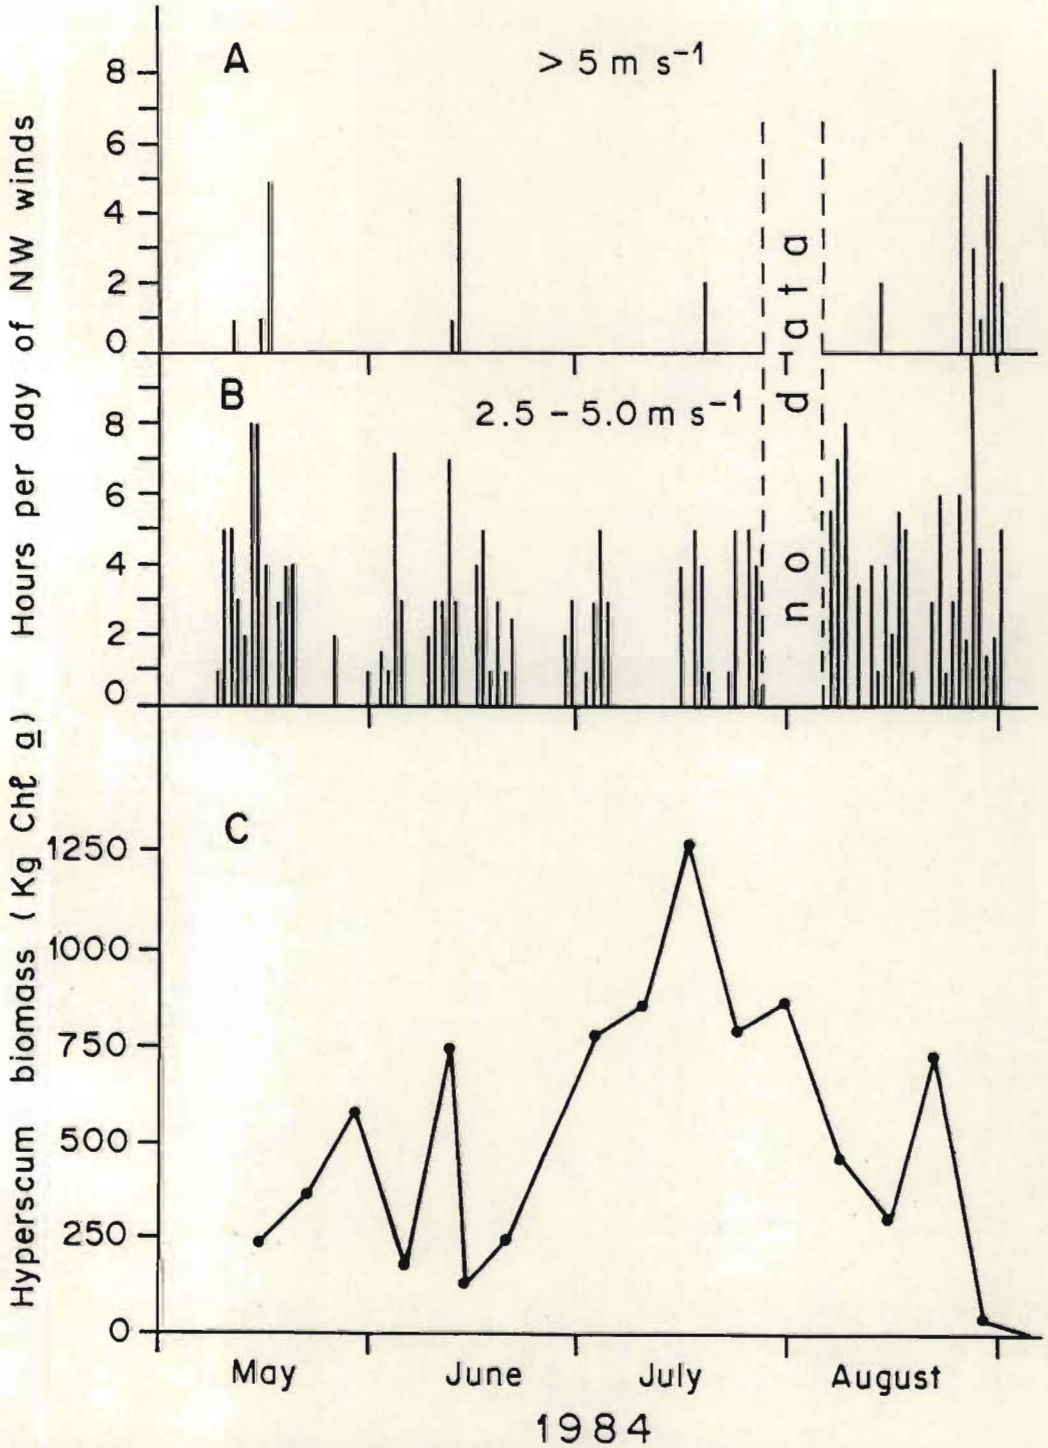 A
> 5 m s⁻¹
8
6
4
2
0
B
2.5 – 5.0 m s⁻¹
8
6
4
2
0
no data
Hours per day of NW winds
C
1250
1000
750
500
250
0
Hyperscum biomass (Kg Chℓ a)
May June July August
1984